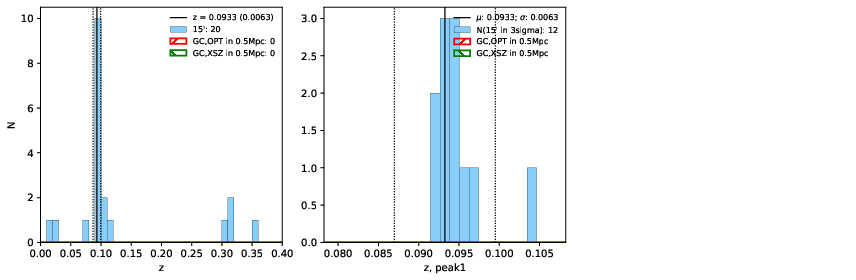 z = 0.0933 (0.0063)
15': 20
GC,OPT in 0.5Mpc: 0
GC,XSZ in 0.5Mpc: 0
10
8
6
4
2
0
N
0.00 0.05 0.10 0.15 0.20 0.25 0.30 0.35 0.40
z
μ: 0.0933; σ: 0.0063
N(15' in 3sigma): 12
GC,OPT in 0.5Mpc
GC,XSZ in 0.5Mpc
3.0
2.5
2.0
1.5
1.0
0.5
0.0
0.080 0.085 0.090 0.095 0.100 0.105
z, peak1